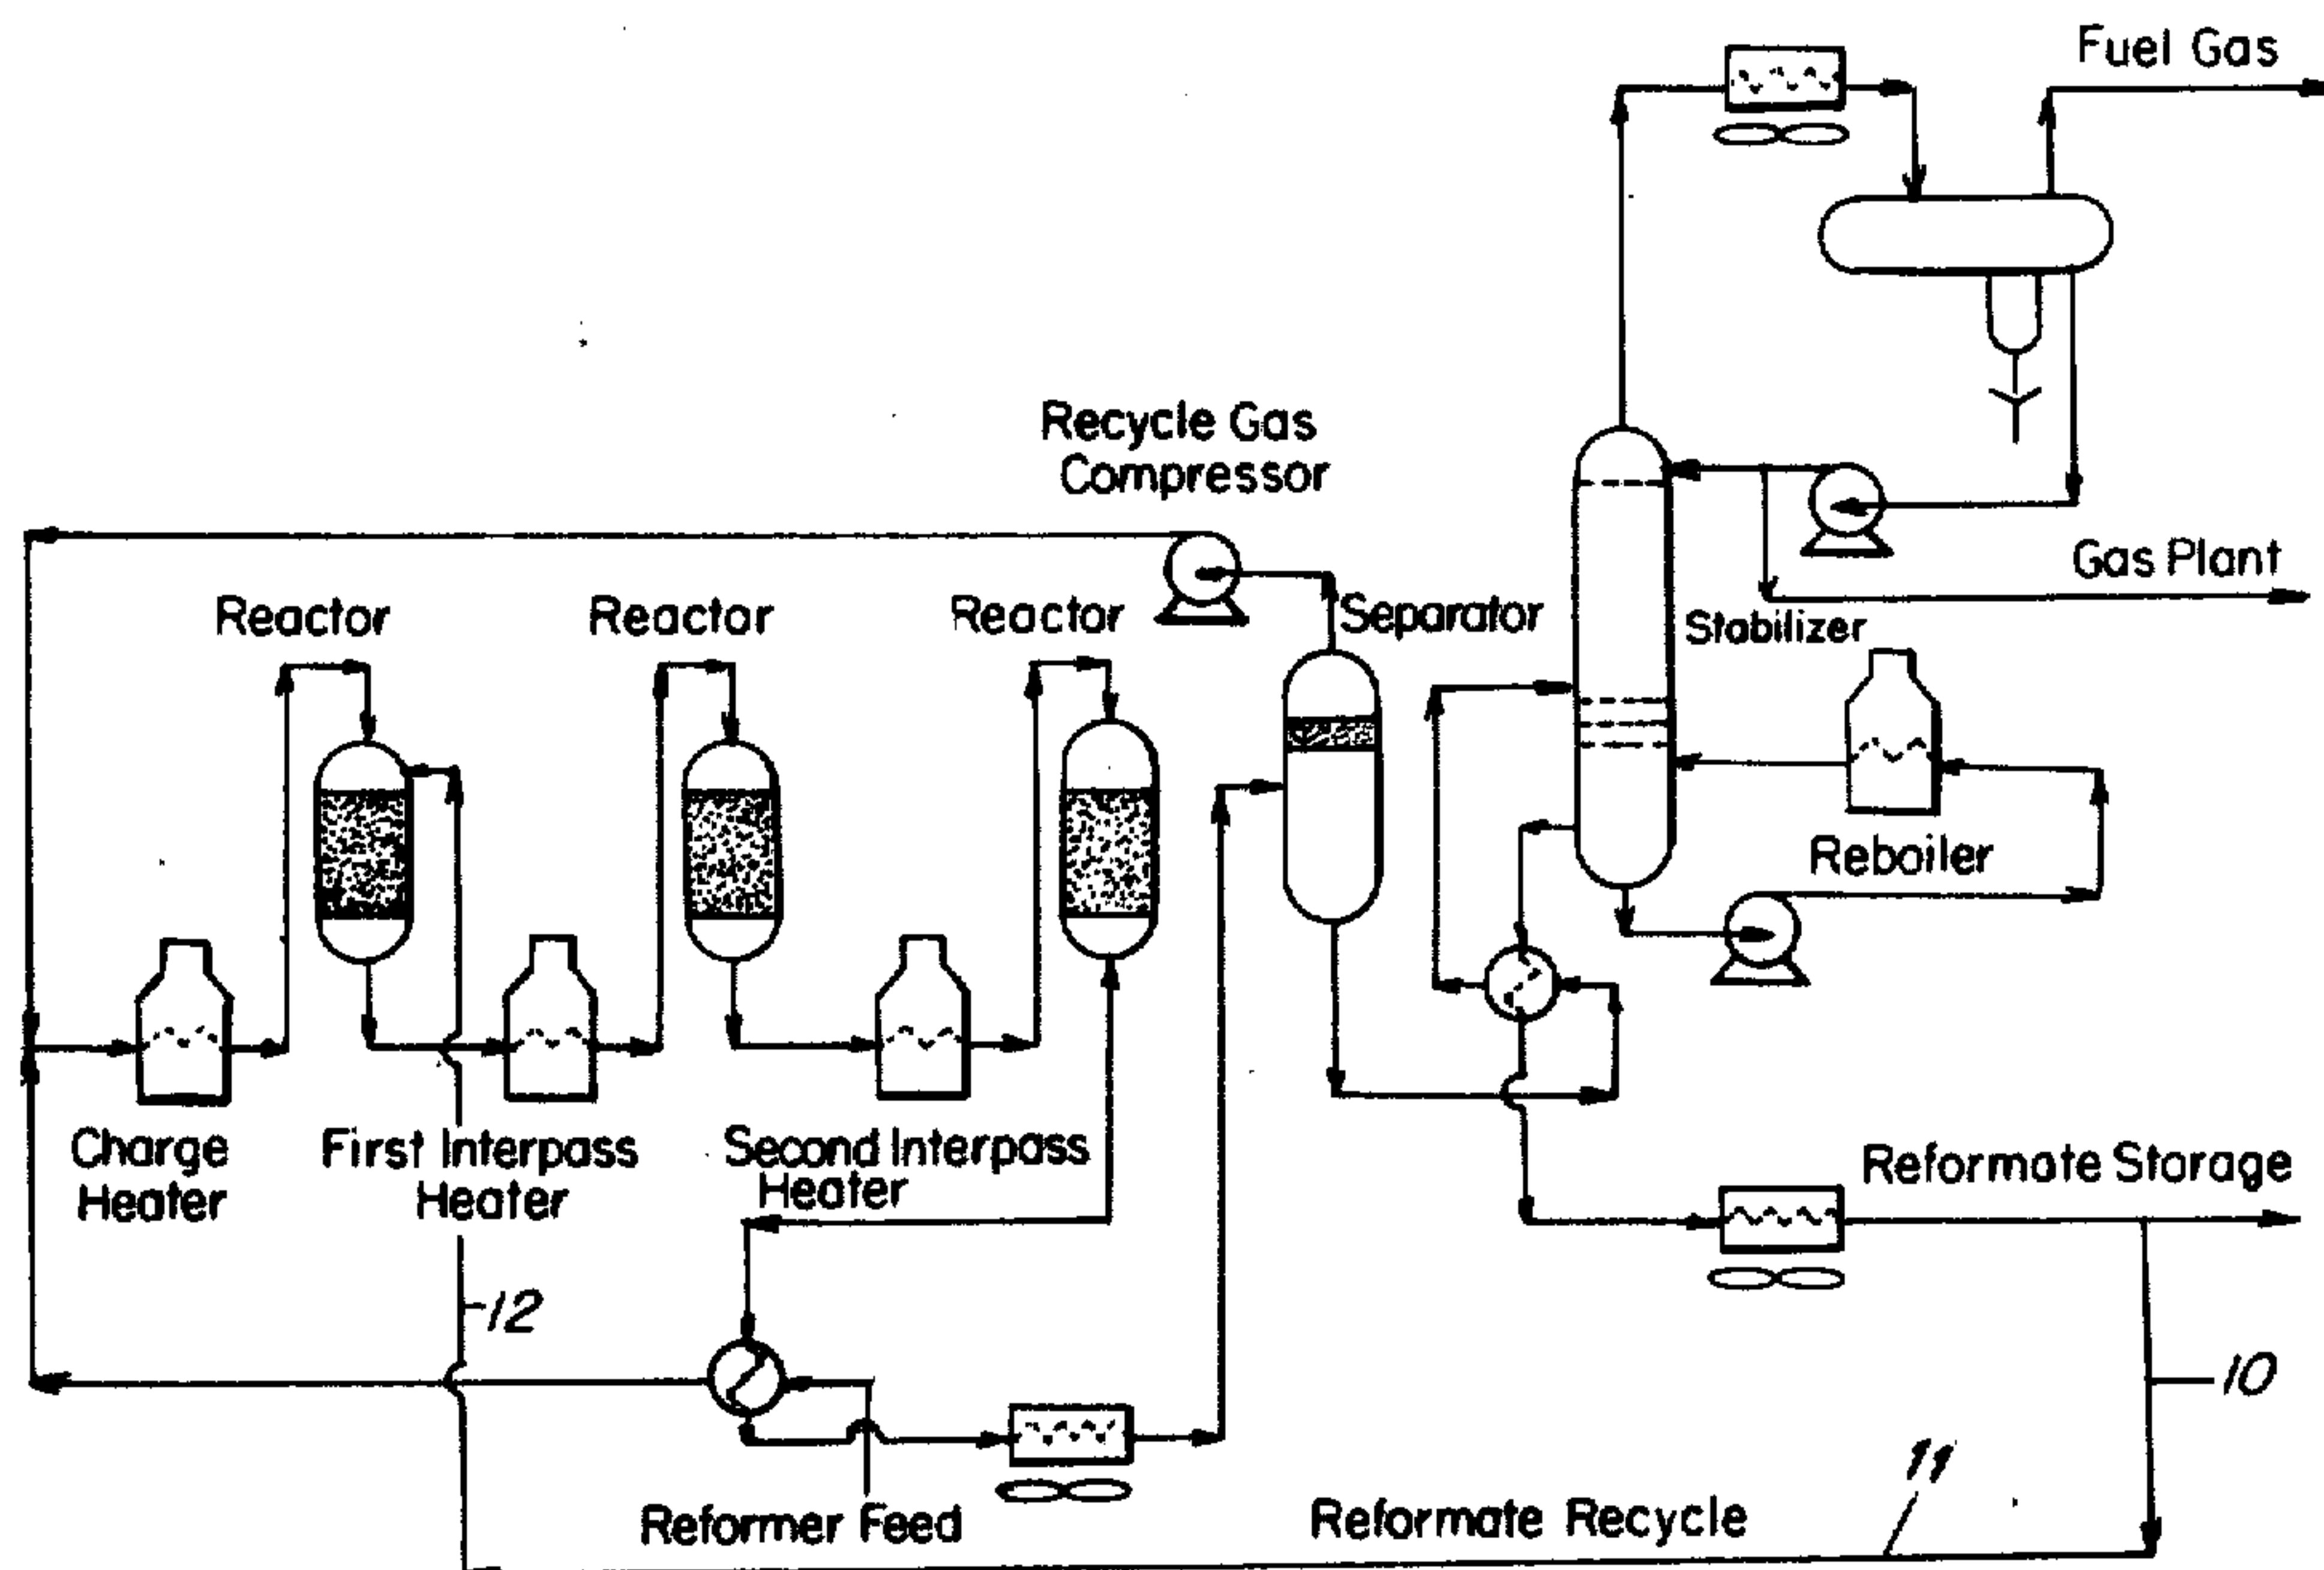 Fuel Gas
Recycle Gas
Compressor
Gas Plant
Reactor
Reactor
Reactor
Separator
Stabilizer
Reboiler
Charge
Heater
First Interpass
Heater
Second Interpass
Heater
Reformate Storage
12
10
11
Reformer Feed
Reformate Recycle